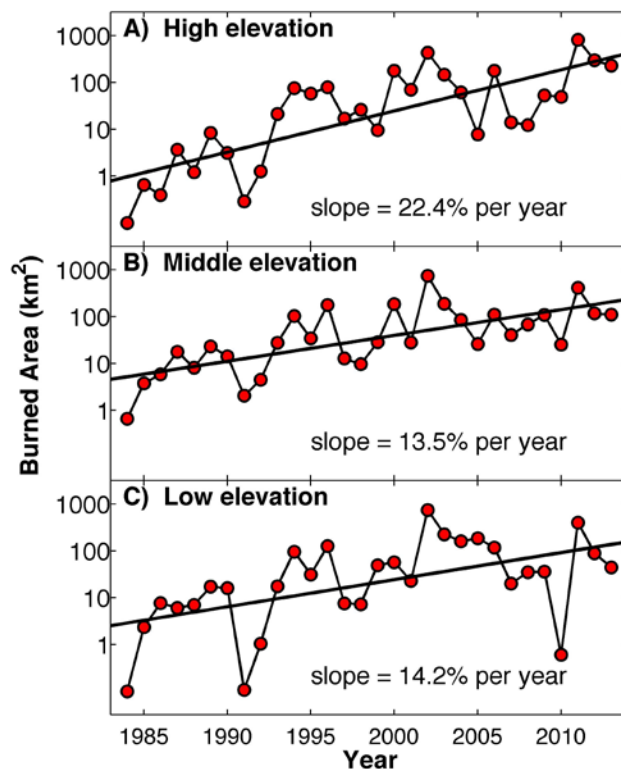 A) High elevation
1000
100
10
1
slope = 22.4% per year
B) Middle elevation
1000
100
10
1
slope = 13.5% per year
C) Low elevation
1000
100
10
1
slope = 14.2% per year
Burned Area (km²)
1985 1990 1995 2000 2005 2010
Year